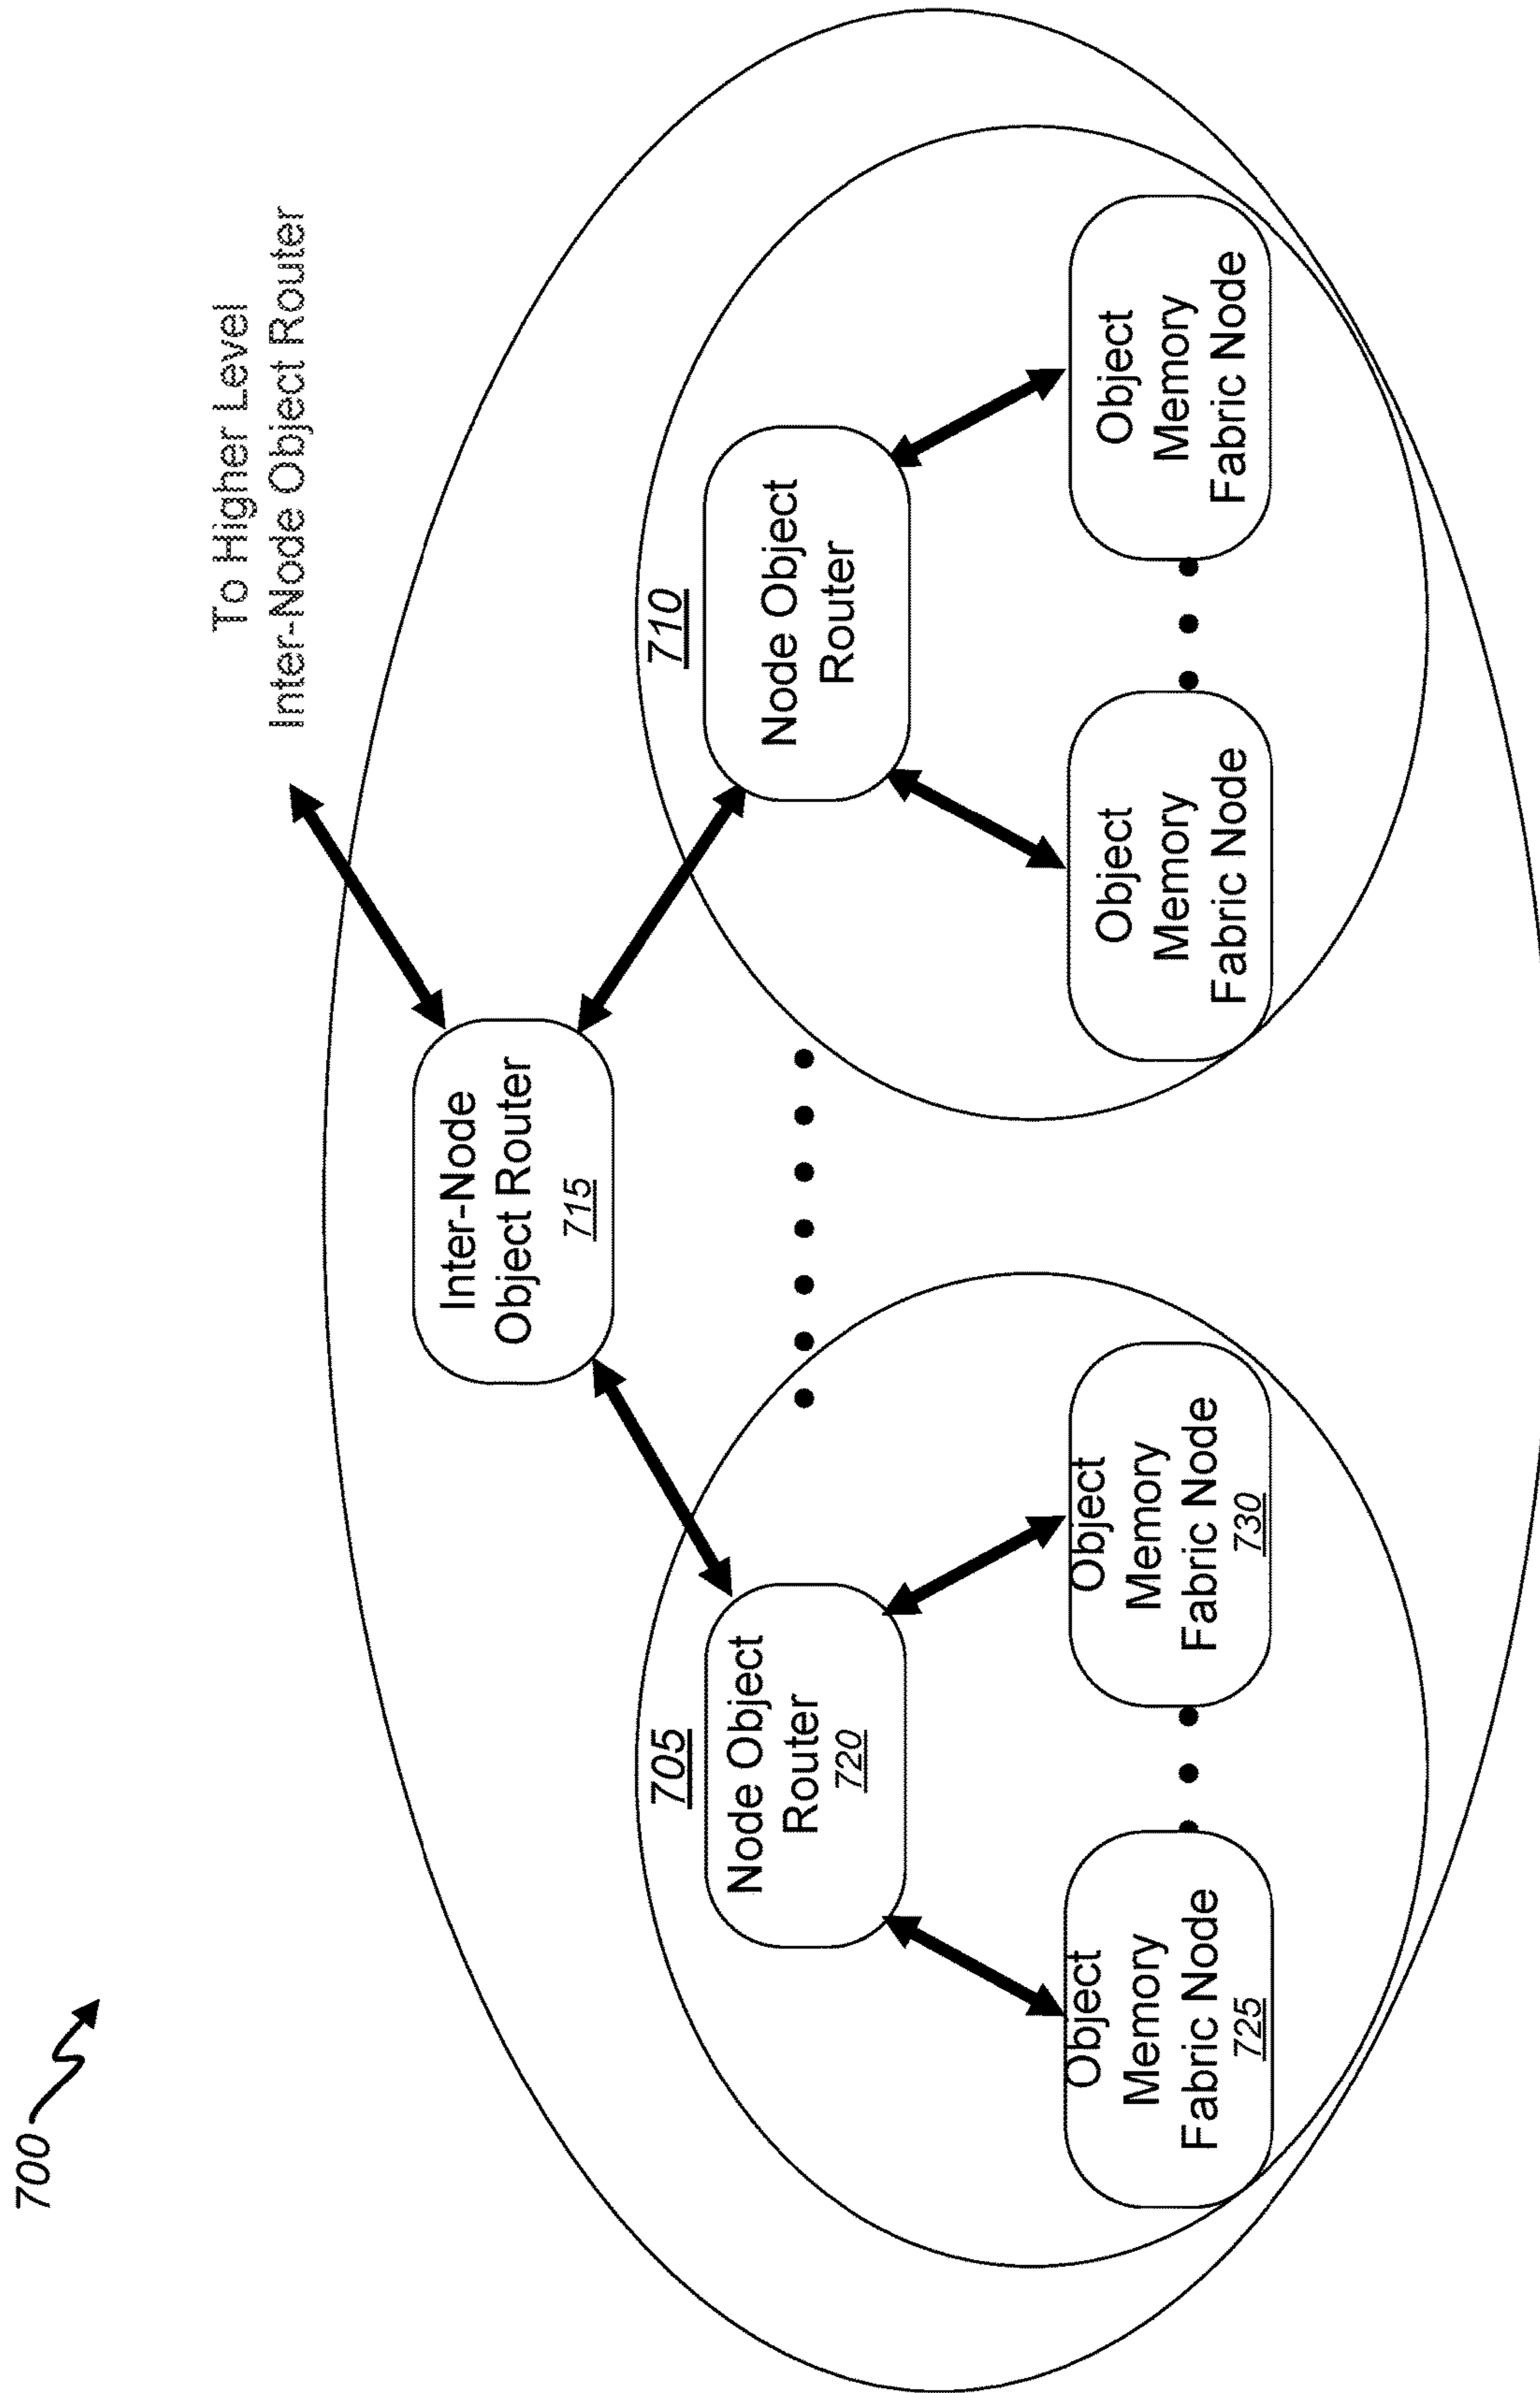 700
To Higher Level
Inter-Node Object Router
Inter-Node
Object Router
715
705
Node Object
Router
720
710
Node Object
Router
Object
Memory
Fabric Node
725
Object
Memory
Fabric Node
730
Object
Memory
Fabric Node
Object
Memory
Fabric Node